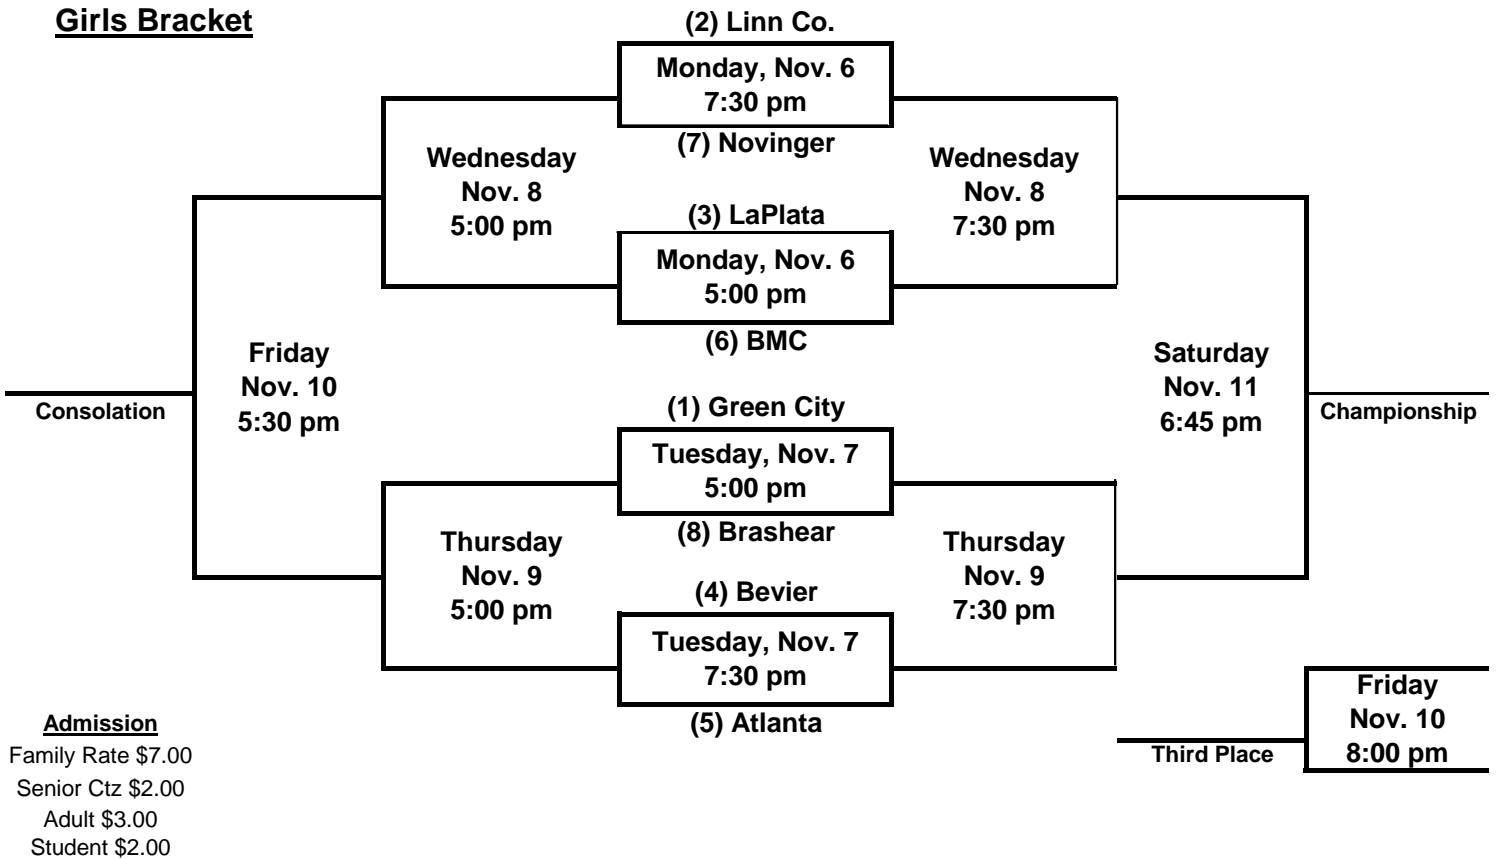 Girls Bracket
(2) Linn Co.
Monday, Nov. 6
7:30 pm
(7) Novinger
Wednesday
Nov. 8
5:00 pm
Wednesday
Nov. 8
7:30 pm
(3) LaPlata
Monday, Nov. 6
5:00 pm
(6) BMC
Friday
Nov. 10
5:30 pm
Consolation
Saturday
Nov. 11
6:45 pm
Championship
(1) Green City
Tuesday, Nov. 7
5:00 pm
(8) Brashear
Thursday
Nov. 9
5:00 pm
Thursday
Nov. 9
7:30 pm
(4) Bevier
Tuesday, Nov. 7
7:30 pm
(5) Atlanta
Friday
Nov. 10
8:00 pm
Third Place
Admission
Family Rate $7.00
Senior Ctz $2.00
Adult $3.00
Student $2.00